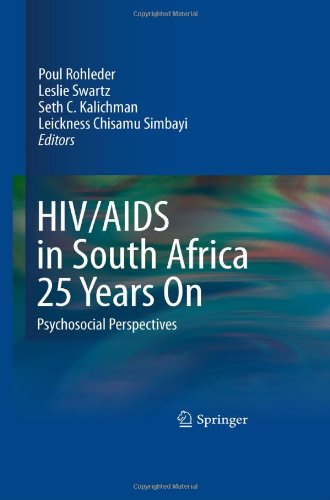 Poul Rohleder
Leslie Swartz
Seth C. Kalichman
Leickness Chisamu Simbayi
Editors
HIV/AIDS
in South Africa
25 Years On
Psychosocial Perspectives
Springer